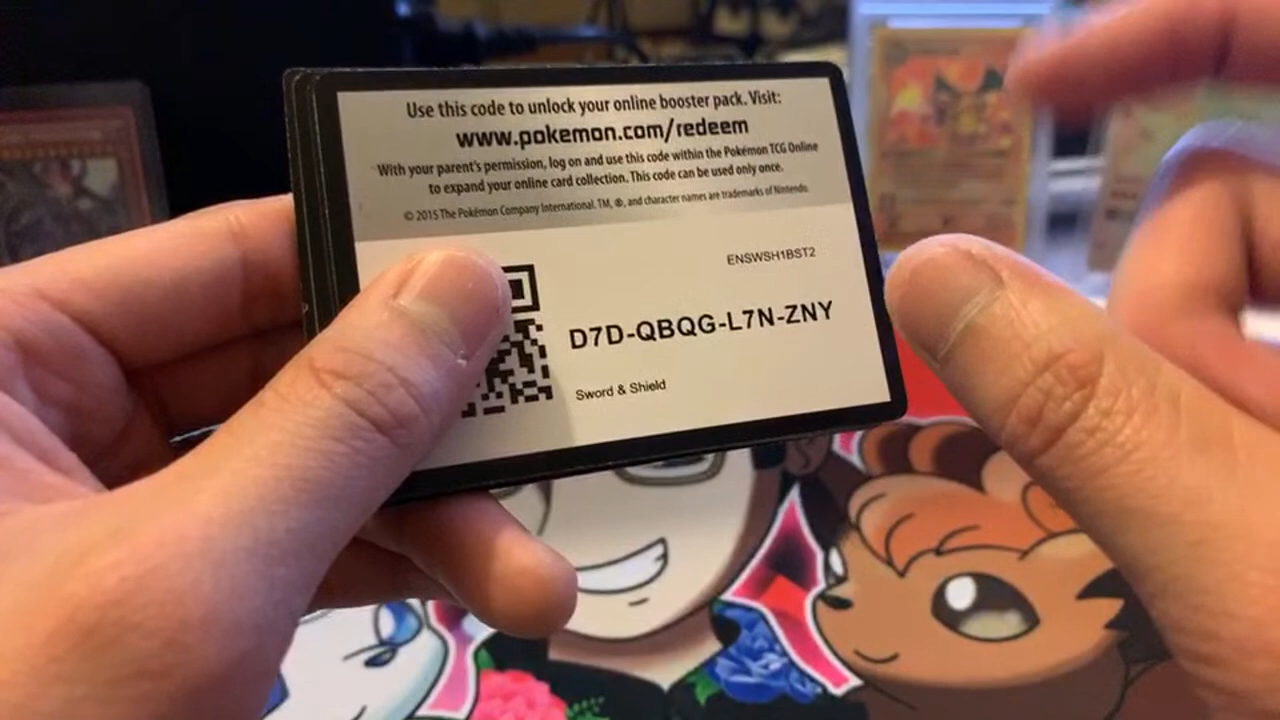 Use this code to unlock your online booster pack. Visit:
www.pokemon.com/redeem
With your parent's permission, log on and use this code within the Pokémon TCG Online
to expand your online card collection. This code can be used only once.
© 2015 The Pokémon Company International. TM, ®, and character names are trademarks of Nintendo.
ENSWSH1BST2
D7D-QBQG-L7N-ZNY
Sword & Shield